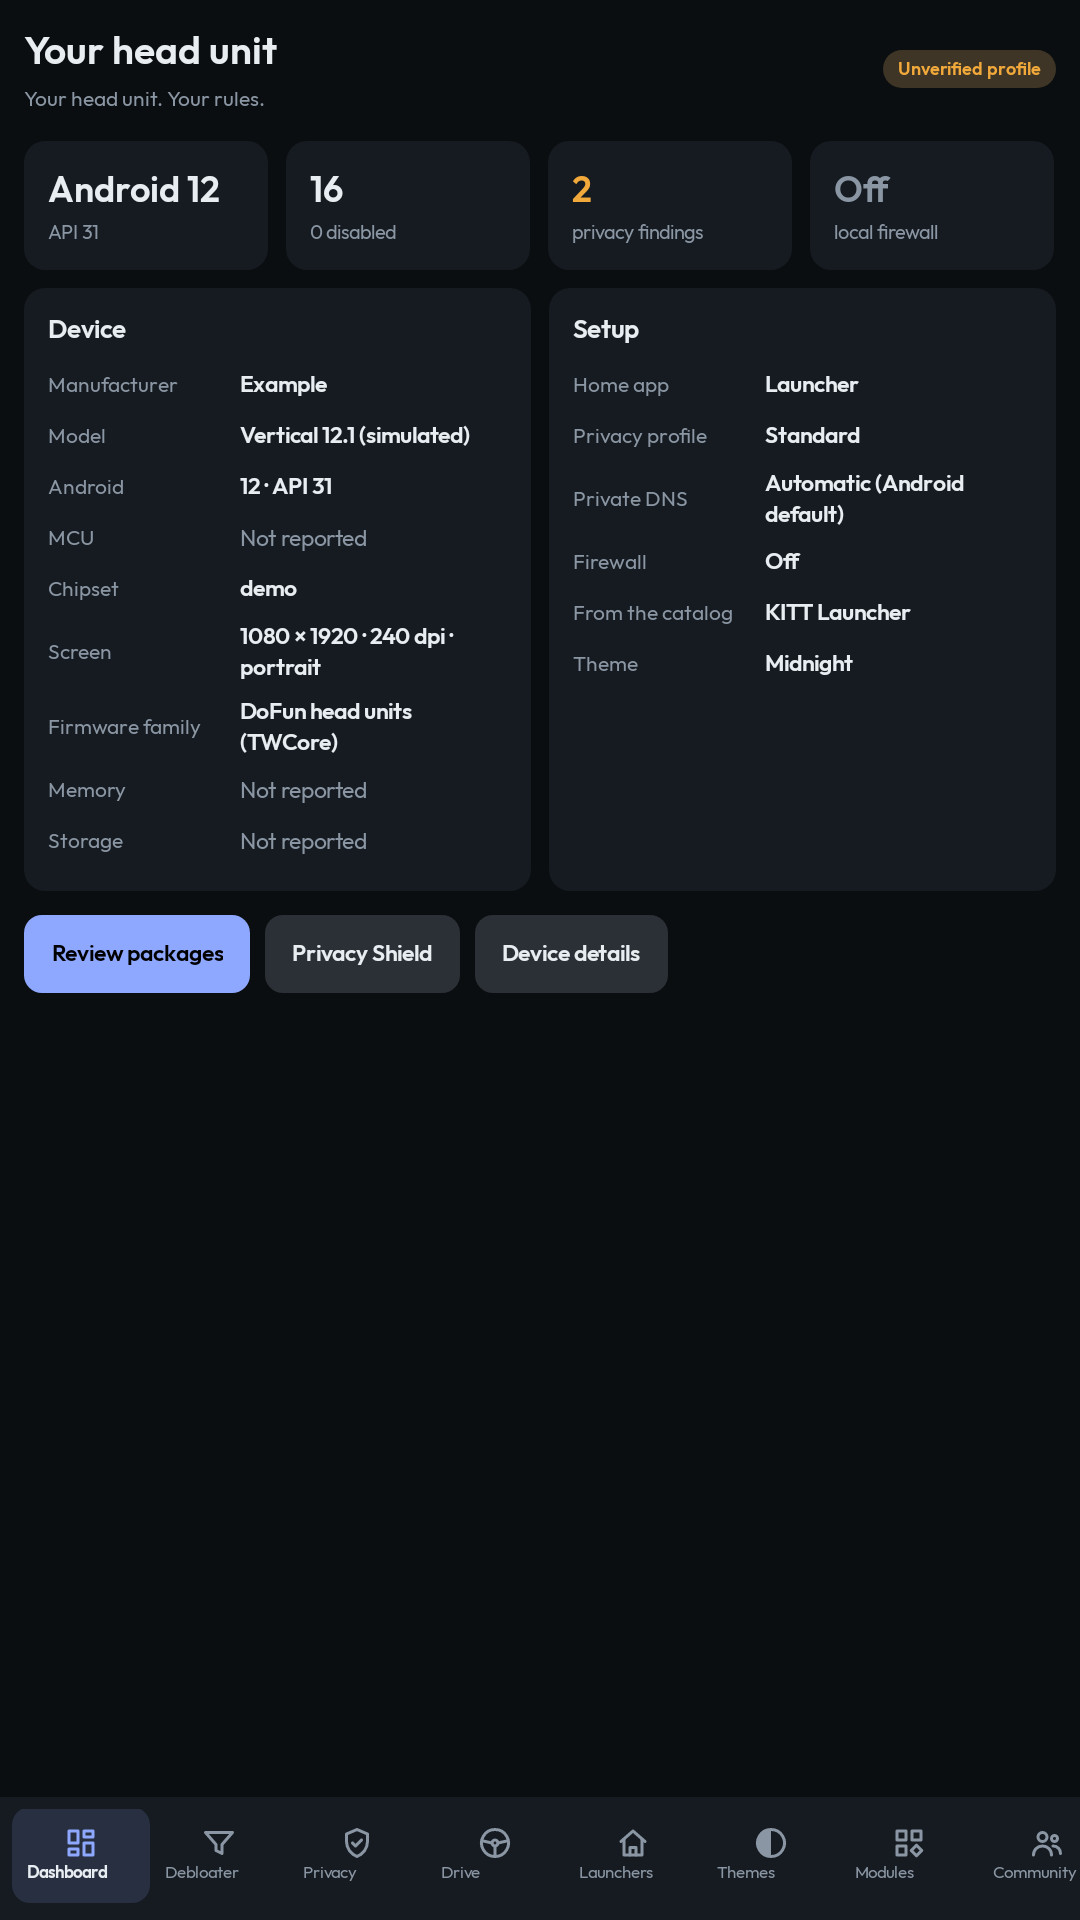 Your head unit
Your head unit. Your rules.
Unverified profile
Android 12
API 31
16
0 disabled
2
privacy findings
Off
local firewall
Device
Manufacturer
Example
Model
Vertical 12.1 (simulated)
Android
12 · API 31
MCU
Not reported
Chipset
demo
Screen
1080 × 1920 · 240 dpi ·
portrait
Firmware family
DoFun head units
(TWCore)
Memory
Not reported
Storage
Not reported
Setup
Home app
Launcher
Privacy profile
Standard
Private DNS
Automatic (Android
default)
Firewall
Off
From the catalog
KITT Launcher
Theme
Midnight
Review packages
Privacy Shield
Device details
Dashboard
Debloater
Privacy
Drive
Launchers
Themes
Modules
Community